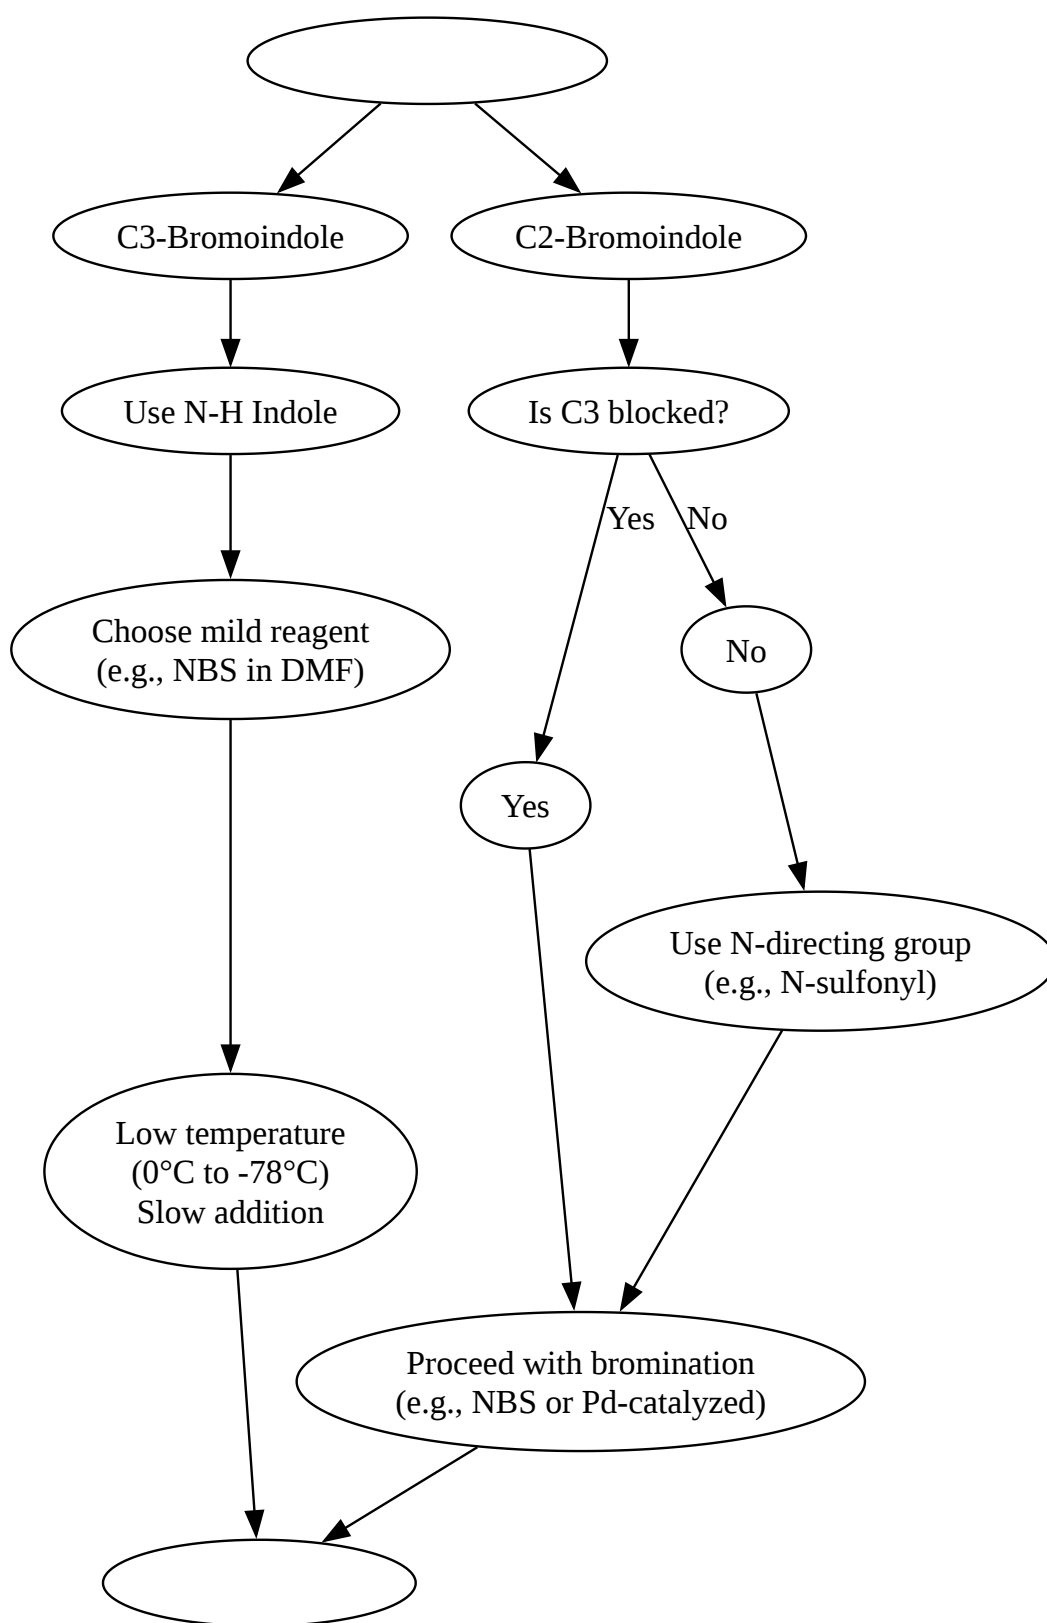 C3-Bromoindole
C2-Bromoindole
Use N-H Indole
Is C3 blocked?
Yes
No
Choose mild reagent
(e.g., NBS in DMF)
No
Yes
Use N-directing group
(e.g., N-sulfonyl)
Low temperature
(0°C to -78°C)
Slow addition
Proceed with bromination
(e.g., NBS or Pd-catalyzed)